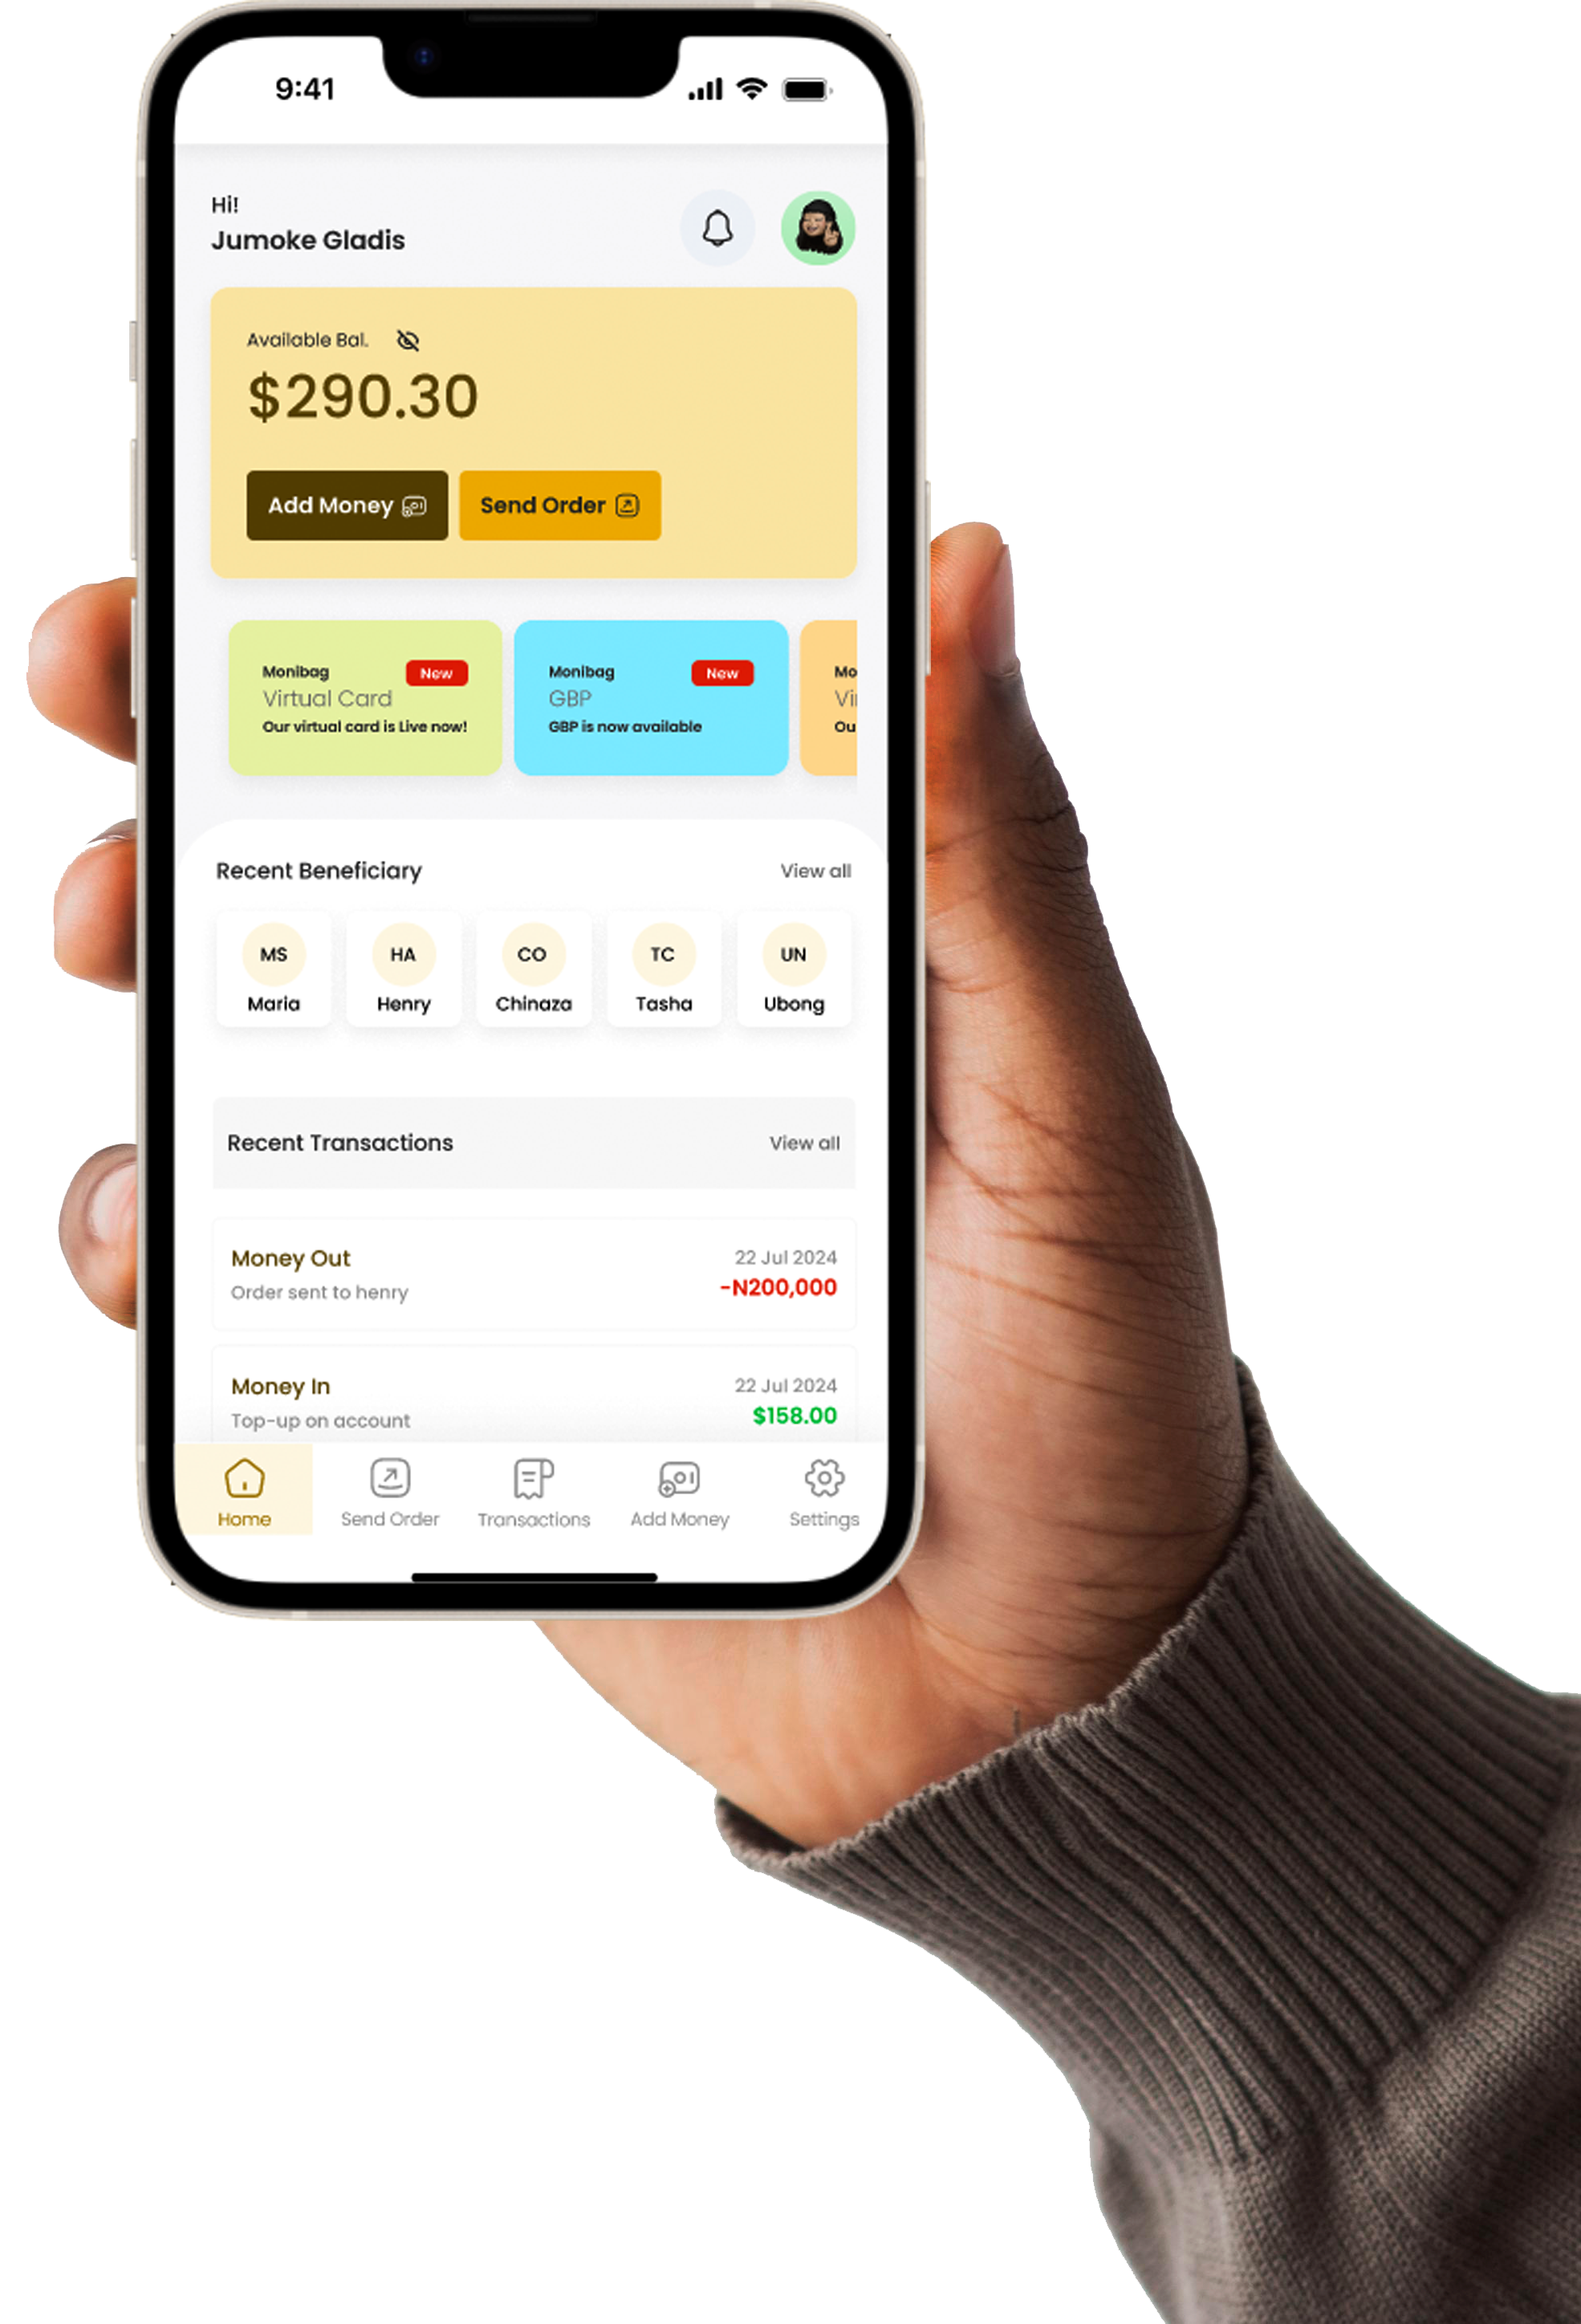 9:41
Hi!
Jumoke Gladis
Available Bal.
$290.30
Add Money
Send Order
Monibag New
Virtual Card
Our virtual card is Live now!
Monibag New
GBP
GBP is now available
Mo
Vi
Ou
Recent Beneficiary View all
MS HA CO TC UN
Maria Henry Chinaza Tasha Ubong
Recent Transactions View all
Money Out 22 Jul 2024
Order sent to henry -N200,000
Money In 22 Jul 2024
Top-up on account $158.00
Home Send Order Transactions Add Money Settings